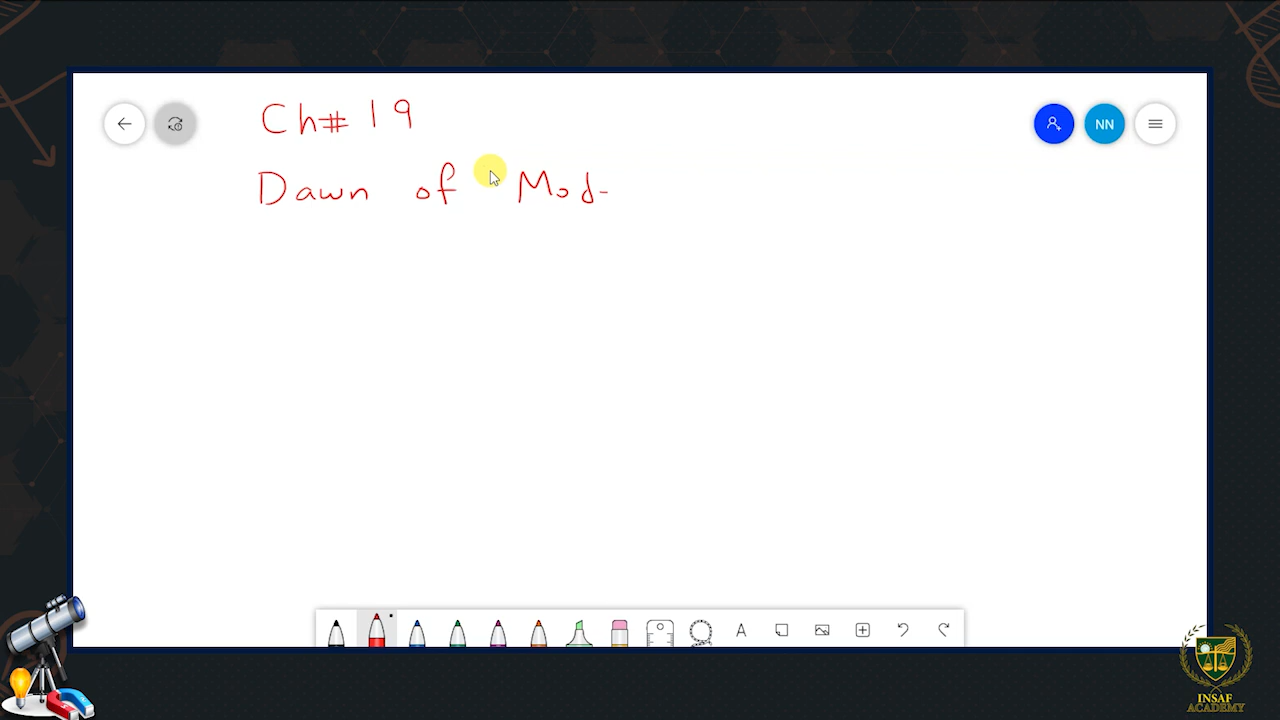 Ch# 19
Dawn of Mod-
NN
A
INSAF
ACADEMY